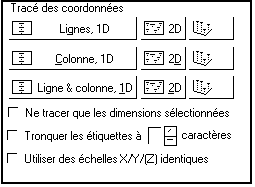 Tracé des coordonnées
Lignes, 1D 2D
Colonne, 1D 2D
Ligne & colonne, 1D 2D
Ne tracer que les dimensions sélectionnées
Tronquer les étiquettes à caractères
Utiliser des échelles X/Y/(Z) identiques